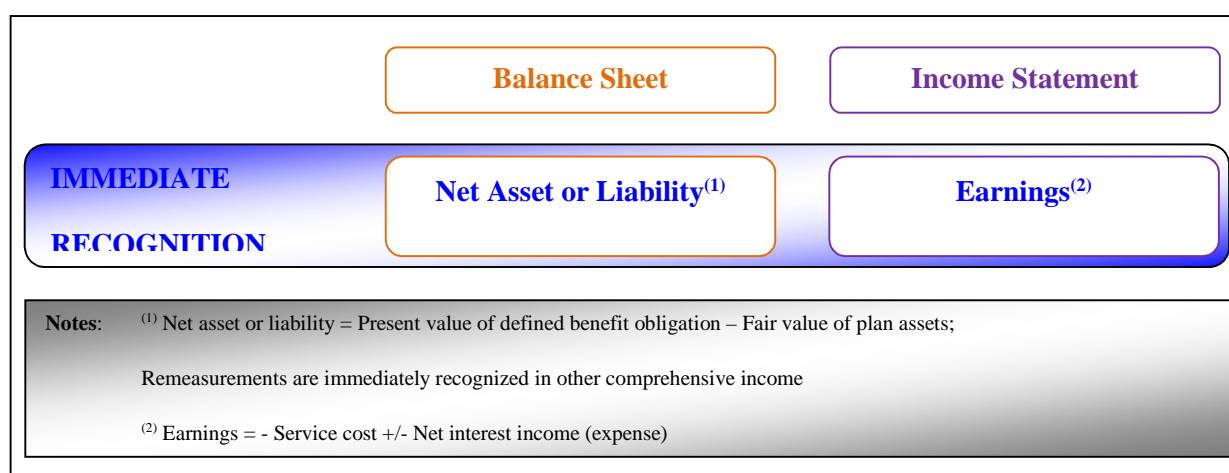 Balance Sheet
Income Statement
IMMEDIATE
RECOGNITION
Net Asset or Liability(1)
Earnings(2)
Notes: (1) Net asset or liability = Present value of defined benefit obligation – Fair value of plan assets;
Remeasurements are immediately recognized in other comprehensive income
(2) Earnings = - Service cost +/- Net interest income (expense)